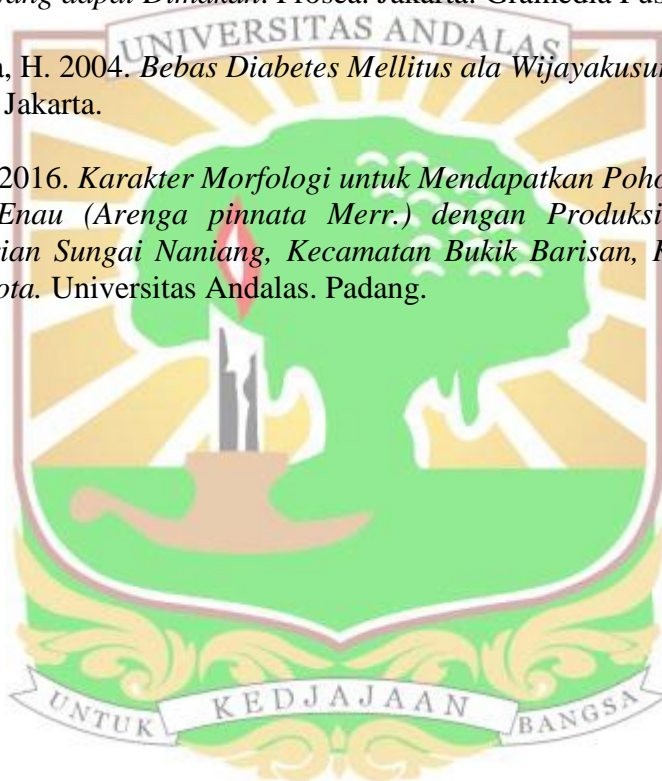 yang dapat Dimakan. Prosea. Jakarta. Gramedia Pus
UNIVERSITAS ANDALAS
a, H. 2004. Bebas Diabetes Mellitus ala Wijayakusum
Jakarta.
2016. Karakter Morfologi untuk Mendapatkan Poho
Enau (Arenga pinnata Merr.) dengan Produksi
ian Sungai Naniang, Kecamatan Bukik Barisan, K
ota. Universitas Andalas. Padang.
UNTUK KEDJAJAAN BANGSA